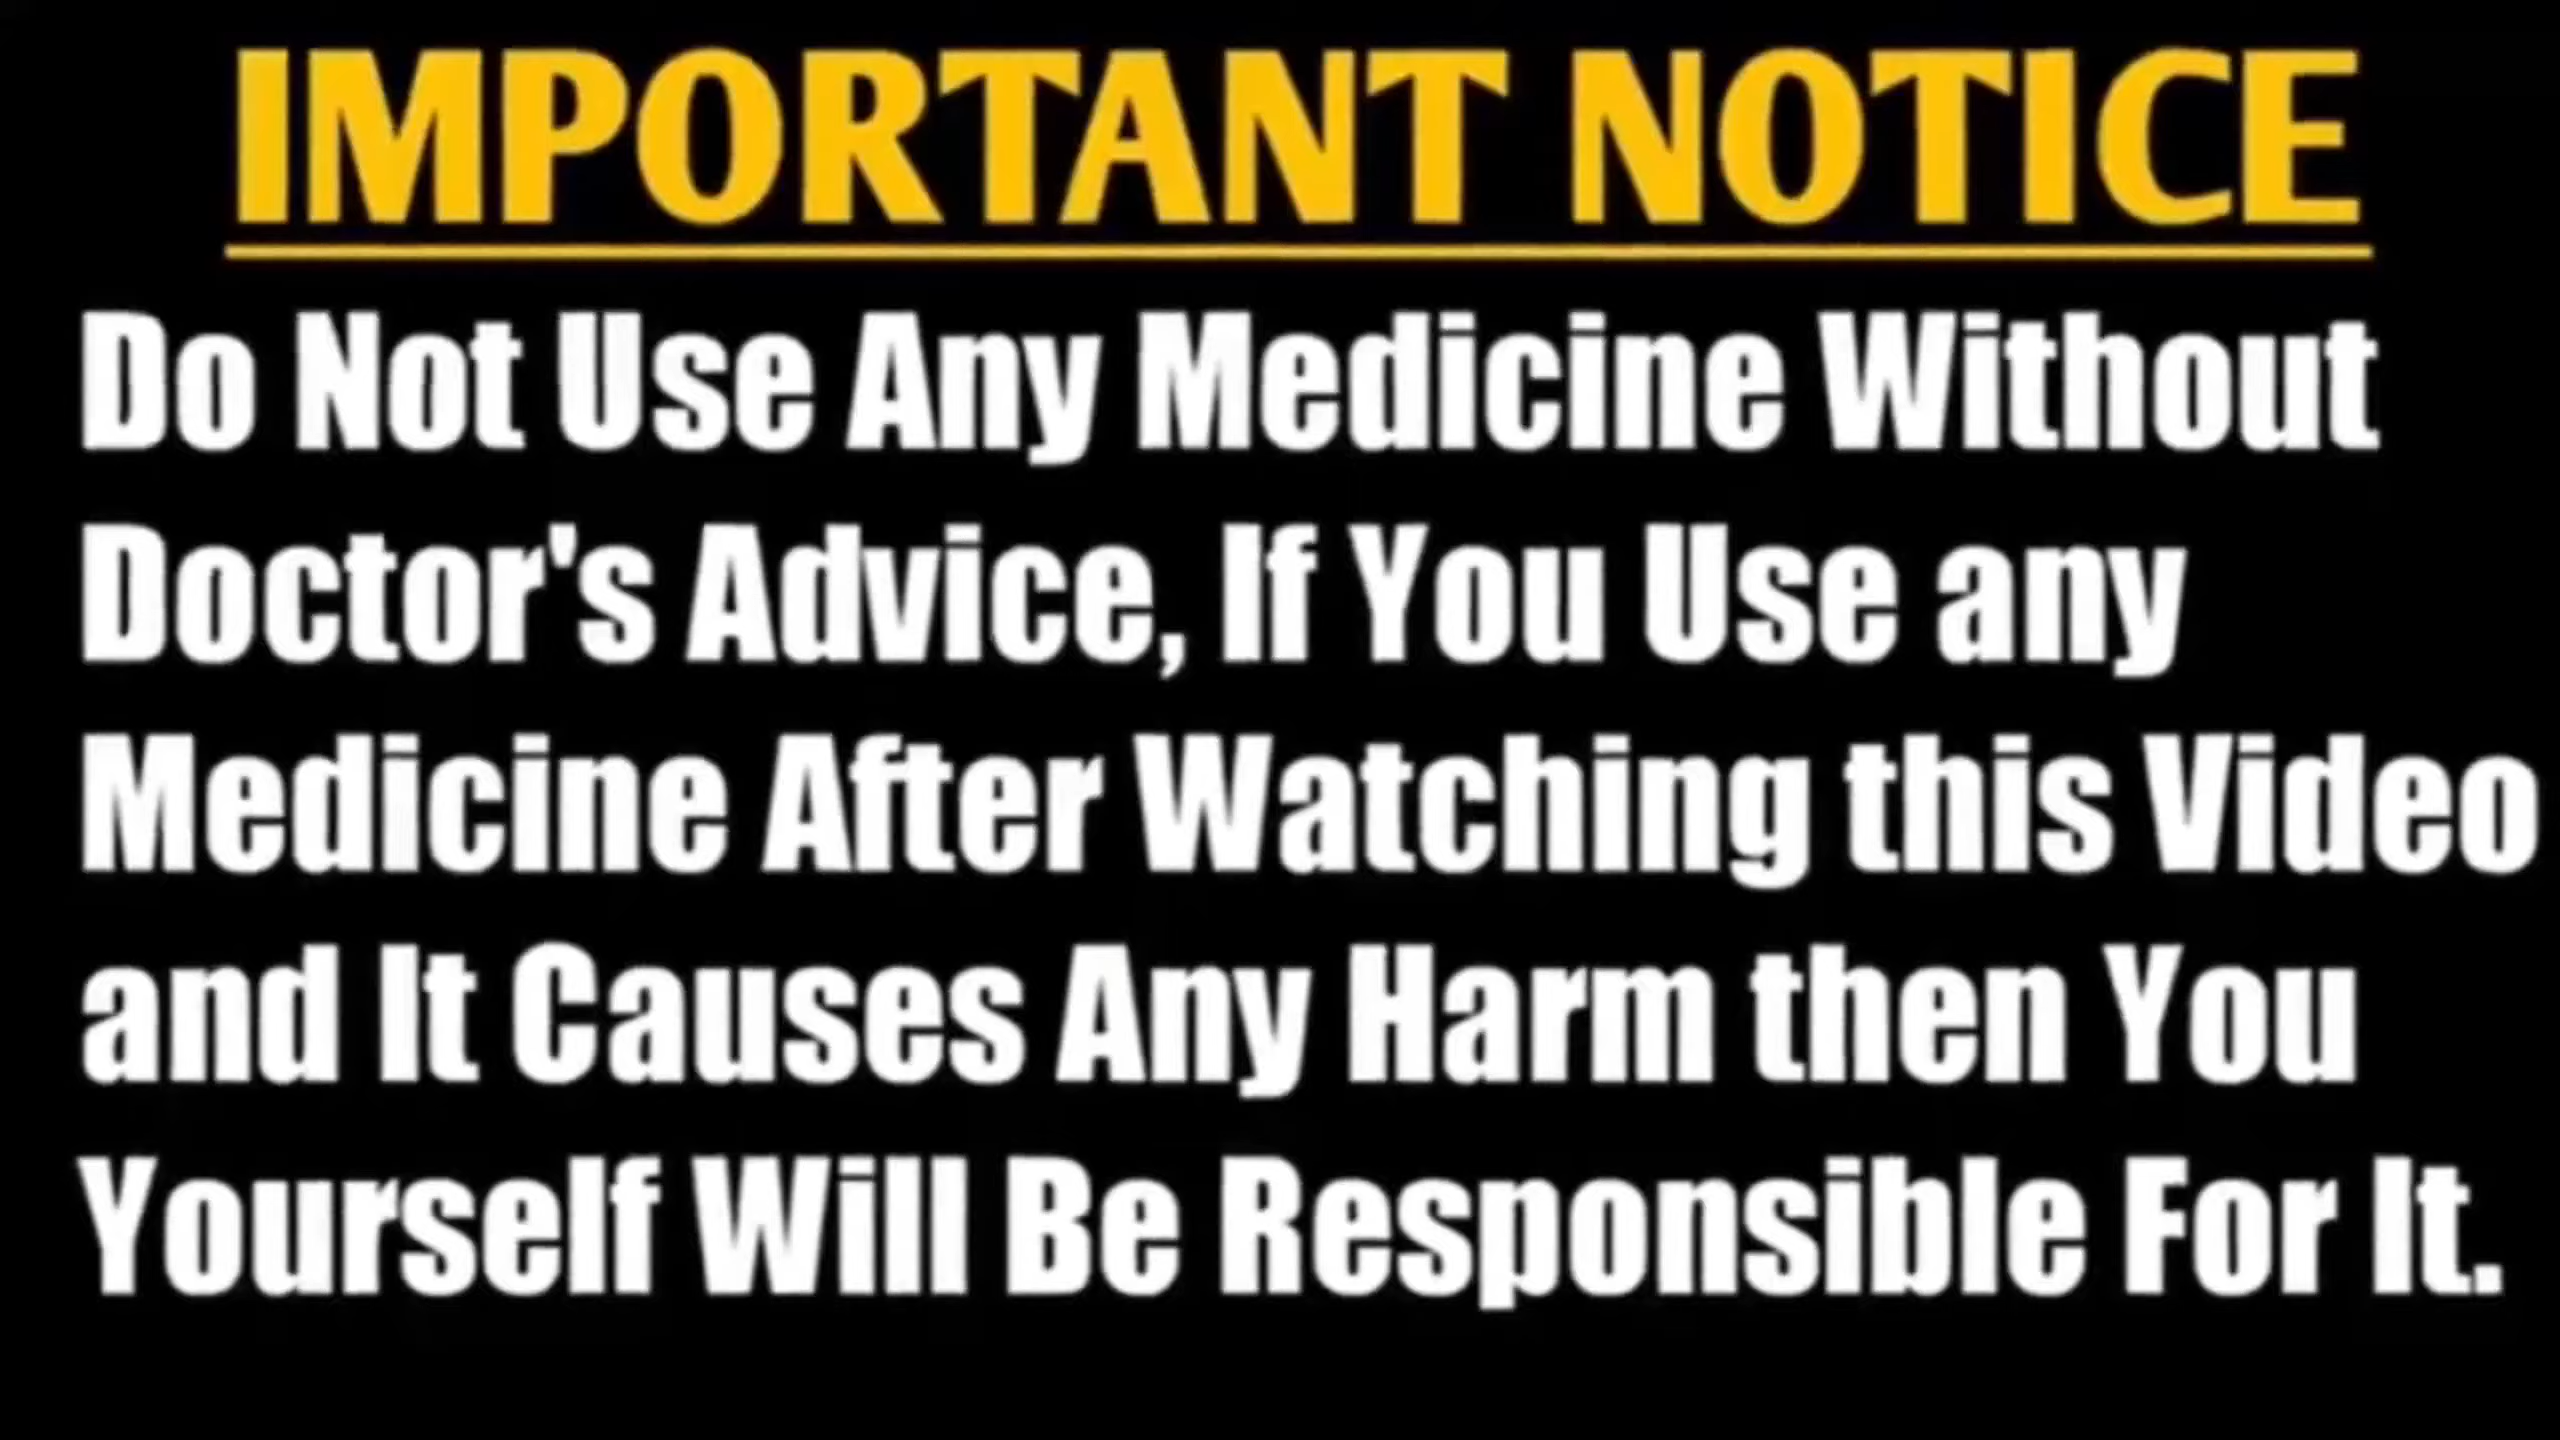 IMPORTANT NOTICE
Do Not Use Any Medicine Without
Doctor's Advice, If You Use any
Medicine After Watching this Video
and It Causes Any Harm then You
Yourself Will Be Responsible For It.